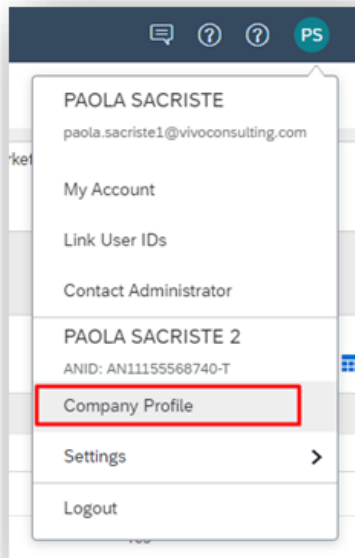 PS
PAOLA SACRISTE
paola.sacriste1@vivoconsulting.com
rket
My Account
Link User IDs
Contact Administrator
PAOLA SACRISTE 2
ANID: AN11155568740-T
Company Profile
Settings
Logout